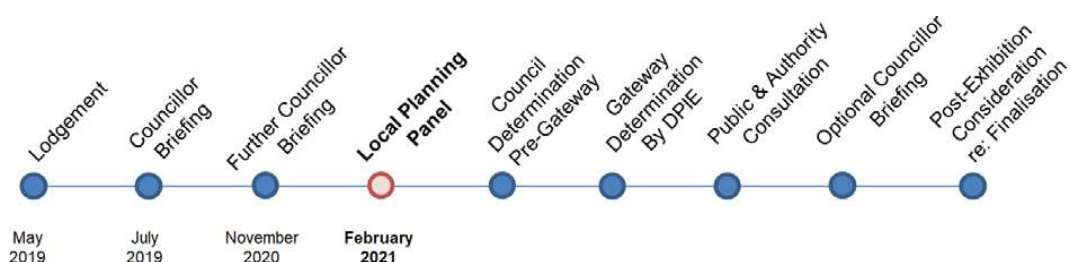 Lodgement
Councillor
Briefing
Further Councillor
Briefing
Local Planning
Panel
Council
Determination
Pre-Gateway
Gateway
Determination
By DPIE
Public & Authority
Consultation
Optional Councillor
Briefing
Post-Exhibition
Consideration
re: Finalisation
May
2019
July
2019
November
2020
February
2021